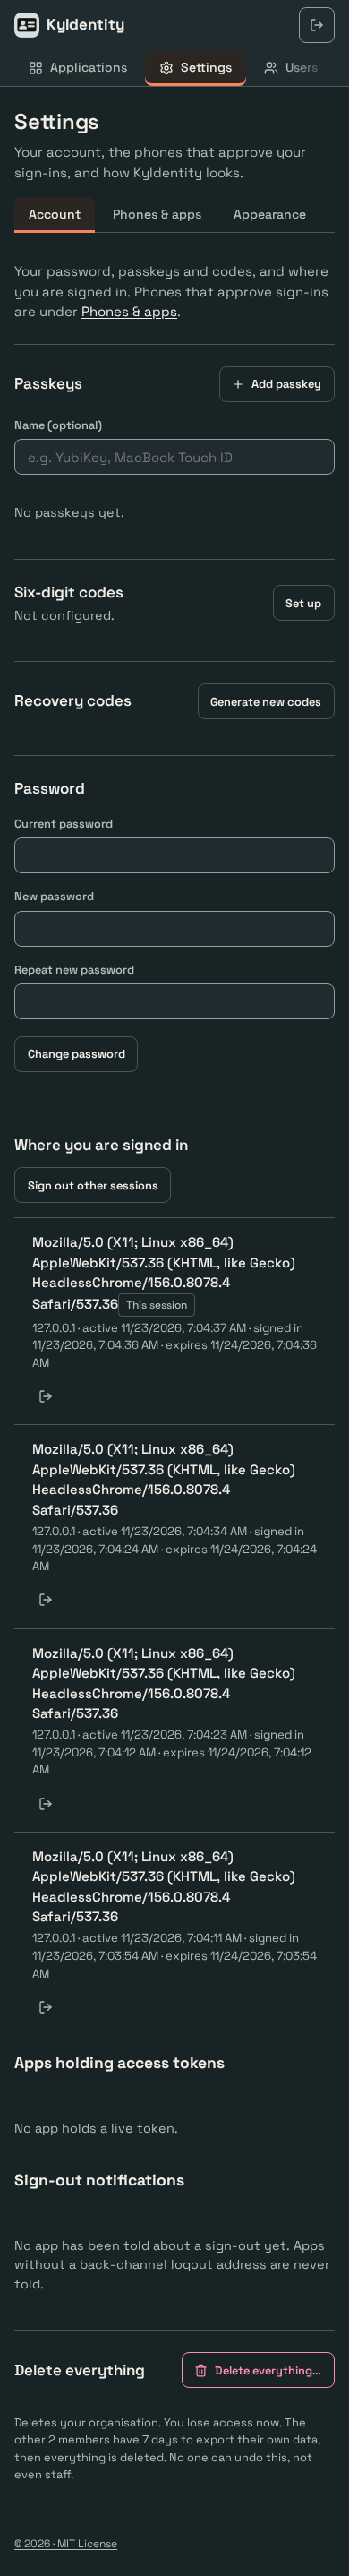 Kyldentity
Applications
Settings
Users
Settings
Your account, the phones that approve your
sign-ins, and how Kyldentity looks.
Account
Phones & apps
Appearance
Your password, passkeys and codes, and where
you are signed in. Phones that approve sign-ins
are under Phones & apps.
Passkeys
Add passkey
Name (optional)
e.g. YubiKey, MacBook Touch ID
No passkeys yet.
Six-digit codes
Not configured.
Set up
Recovery codes
Generate new codes
Password
Current password
New password
Repeat new password
Change password
Where you are signed in
Sign out other sessions
Mozilla/5.0 (X11; Linux x86_64)
AppleWebKit/537.36 (KHTML, like Gecko)
HeadlessChrome/156.0.8078.4
Safari/537.36 This session
127.0.0.1 · active 11/23/2026, 7:04:37 AM · signed in
11/23/2026, 7:04:36 AM · expires 11/24/2026, 7:04:36
AM
Mozilla/5.0 (X11; Linux x86_64)
AppleWebKit/537.36 (KHTML, like Gecko)
HeadlessChrome/156.0.8078.4
Safari/537.36
127.0.0.1 · active 11/23/2026, 7:04:34 AM · signed in
11/23/2026, 7:04:24 AM · expires 11/24/2026, 7:04:24
AM
Mozilla/5.0 (X11; Linux x86_64)
AppleWebKit/537.36 (KHTML, like Gecko)
HeadlessChrome/156.0.8078.4
Safari/537.36
127.0.0.1 · active 11/23/2026, 7:04:23 AM · signed in
11/23/2026, 7:04:12 AM · expires 11/24/2026, 7:04:12
AM
Mozilla/5.0 (X11; Linux x86_64)
AppleWebKit/537.36 (KHTML, like Gecko)
HeadlessChrome/156.0.8078.4
Safari/537.36
127.0.0.1 · active 11/23/2026, 7:04:11 AM · signed in
11/23/2026, 7:03:54 AM · expires 11/24/2026, 7:03:54
AM
Apps holding access tokens
No app holds a live token.
Sign-out notifications
No app has been told about a sign-out yet. Apps
without a back-channel logout address are never
told.
Delete everything
Delete everything…
Deletes your organisation. You lose access now. The
other 2 members have 7 days to export their own data,
then everything is deleted. No one can undo this, not
even staff.
© 2026 · MIT License